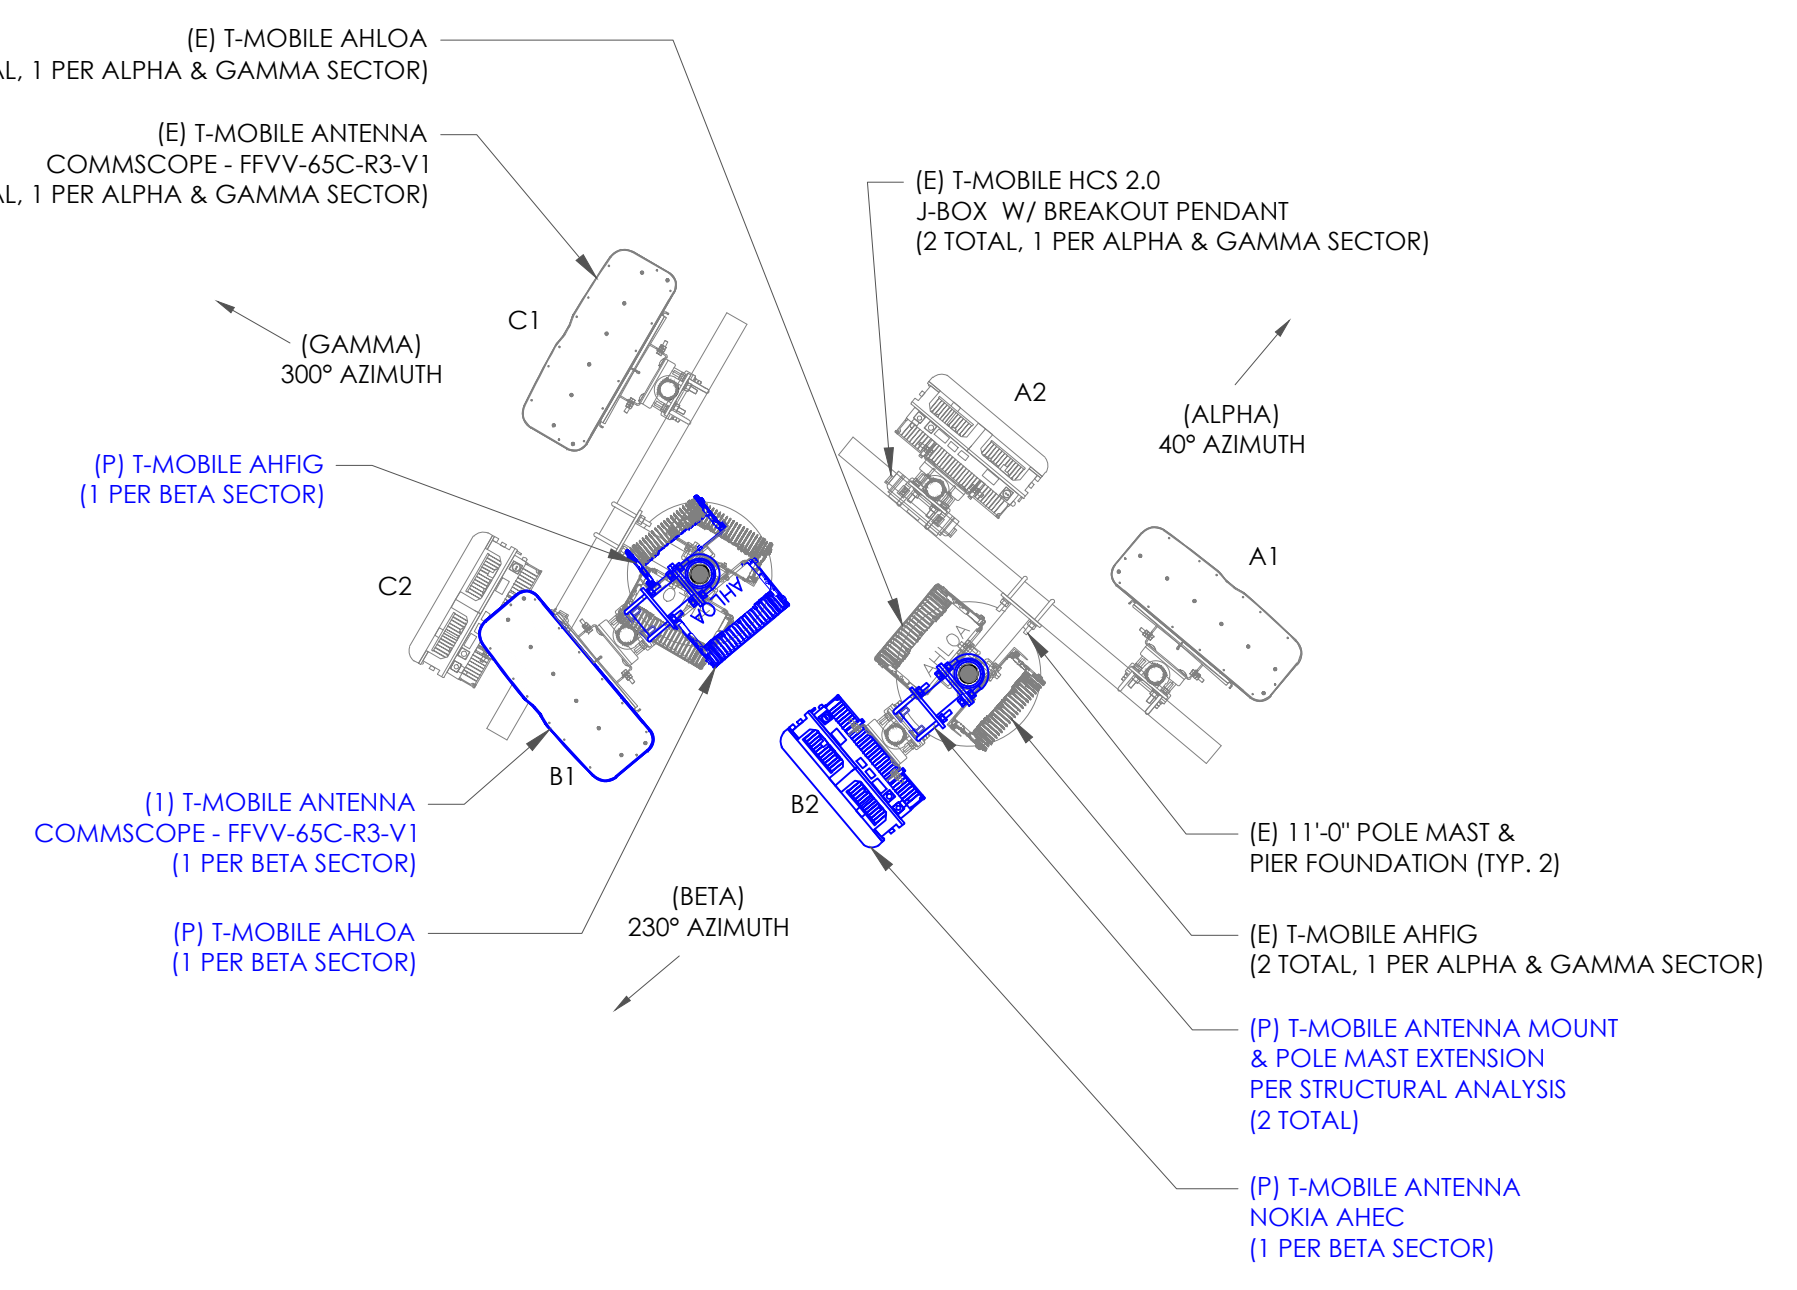 (E) T-MOBILE AHLOA
AL, 1 PER ALPHA & GAMMA SECTOR)
(E) T-MOBILE ANTENNA
COMMSCOPE - FFVV-65C-R3-V1
AL, 1 PER ALPHA & GAMMA SECTOR)
(E) T-MOBILE HCS 2.0
J-BOX W/ BREAKOUT PENDANT
(2 TOTAL, 1 PER ALPHA & GAMMA SECTOR)
C1
(GAMMA)
300° AZIMUTH
A2
(ALPHA)
40° AZIMUTH
(P) T-MOBILE AHFIG
(1 PER BETA SECTOR)
A1
C2
AHLOA
AHLOA
B1
B2
(1) T-MOBILE ANTENNA
COMMSCOPE - FFVV-65C-R3-V1
(1 PER BETA SECTOR)
(E) 11'-0" POLE MAST &
PIER FOUNDATION (TYP. 2)
(BETA)
230° AZIMUTH
(P) T-MOBILE AHLOA
(1 PER BETA SECTOR)
(E) T-MOBILE AHFIG
(2 TOTAL, 1 PER ALPHA & GAMMA SECTOR)
(P) T-MOBILE ANTENNA MOUNT
& POLE MAST EXTENSION
PER STRUCTURAL ANALYSIS
(2 TOTAL)
(P) T-MOBILE ANTENNA
NOKIA AHEC
(1 PER BETA SECTOR)